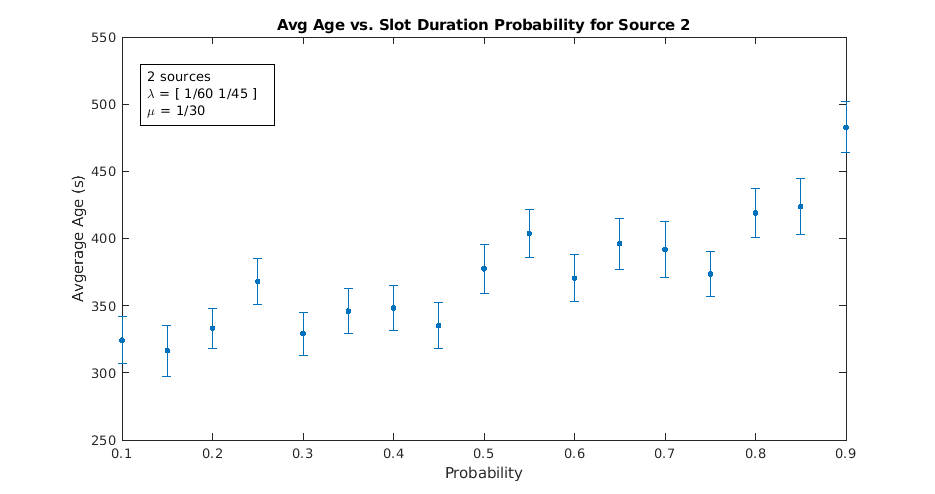 Avg Age vs. Slot Duration Probability for Source 2
550
500
450
400
350
300
250
Avgerage Age (s)
2 sources
λ = [ 1/60 1/45 ]
μ = 1/30
0.1 0.2 0.3 0.4 0.5 0.6 0.7 0.8 0.9
Probability